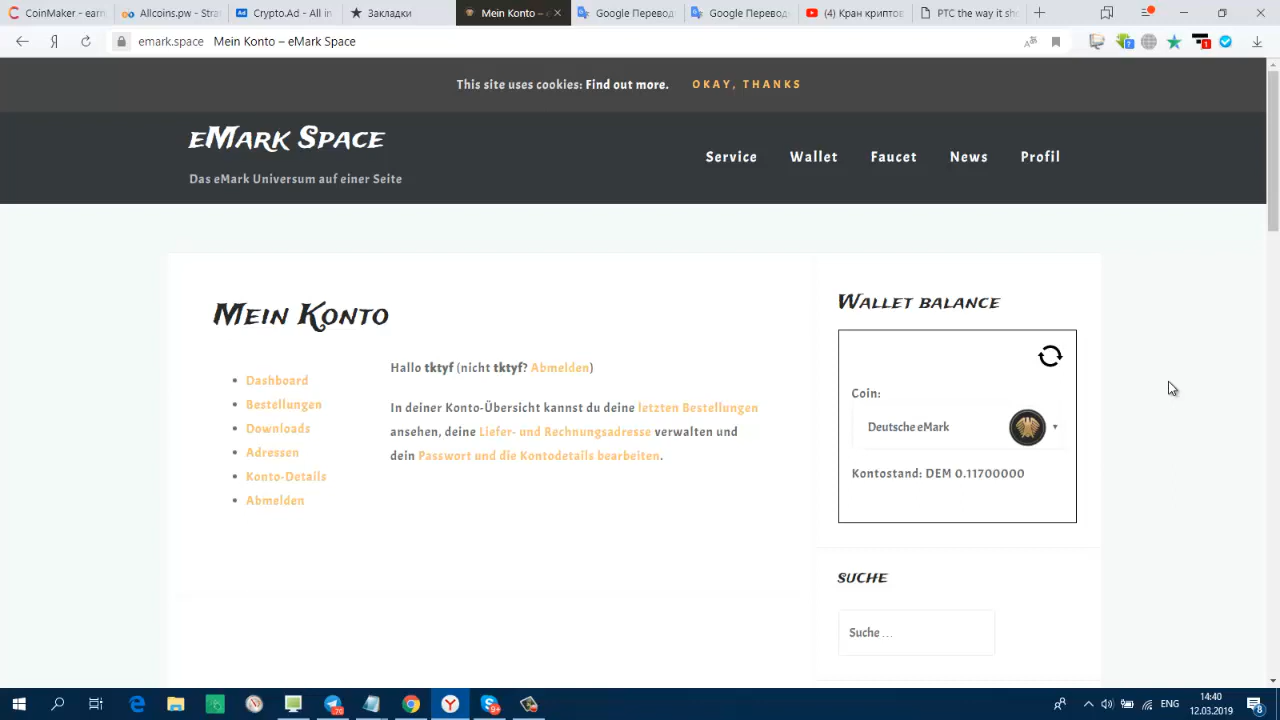 CoinMaker - earn
Altcoins.pw - Strat
Crypto.Ad - All in
Закладки
Mein Konto – e
Google Перевод
Google Перевод
(4) Кран криптов
PTC the way it sho
emark.space Mein Konto – eMark Space
This site uses cookies: Find out more. OKAY, THANKS
eMark Space
Das eMark Universum auf einer Seite
Service Wallet Faucet News Profil
Mein Konto
Dashboard
Bestellungen
Downloads
Adressen
Konto-Details
Abmelden
Hallo tktyf (nicht tktyf? Abmelden)
In deiner Konto-Übersicht kannst du deine letzten Bestellungen
ansehen, deine Liefer- und Rechnungsadresse verwalten und
dein Passwort und die Kontodetails bearbeiten.
Wallet balance
Coin:
Deutsche eMark
Kontostand: DEM 0.11700000
Suche
Suche …
ENG
14:40
12.03.2019